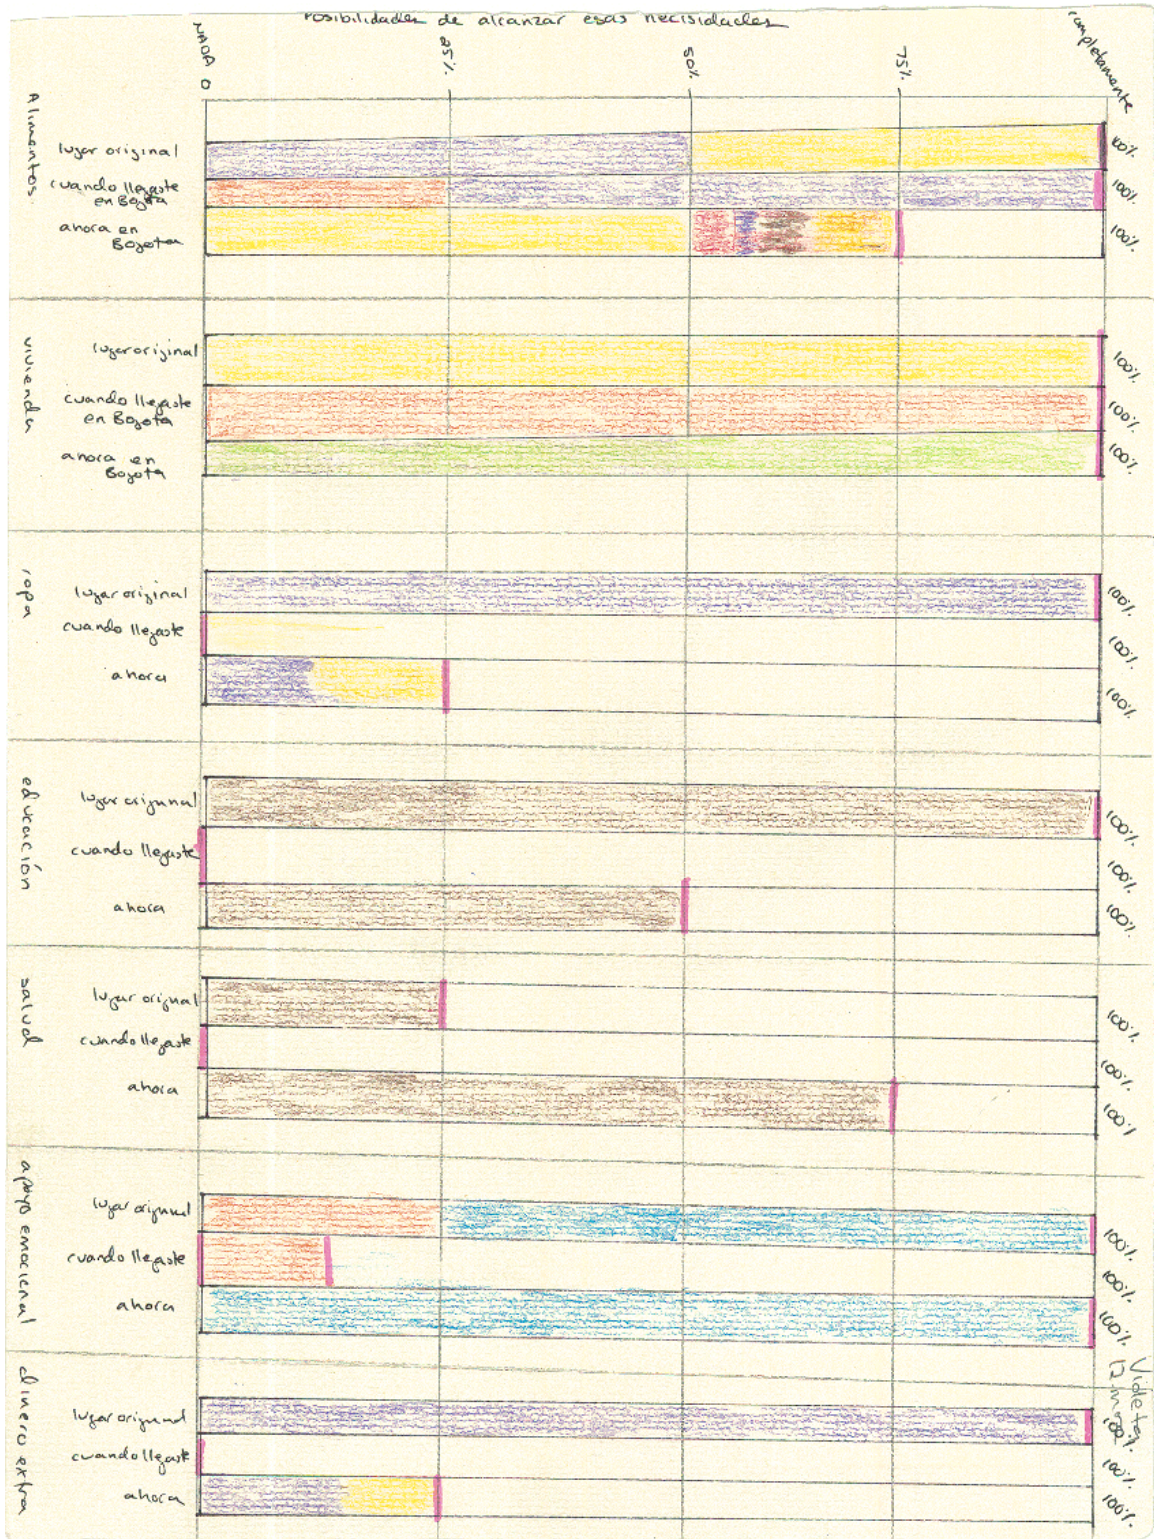 Posibilidades de alcanzar esas necisidades
NADA 0
25%
50%
75%
completamente
Alimentos
lugar original
100%
cuando llegaste
en Bogota
100%
ahora en
Bogota
100%
vivienda
lugar original
100%
cuando llegaste
en Bogota
100%
ahora en
Bogota
100%
ropa
lugar original
100%
cuando llegaste
100%
ahora
100%
educación
lugar original
100%
cuando llegaste
100%
ahora
100%
salud
lugar orignal
100%
cuando llegaste
100%
ahora
100%
apoyo emocional
lugar original
100%
cuando llegaste
100%
ahora
100%
Violeta
dinero extra
lugar original
100%
cuando llegaste
100%
ahora
100%